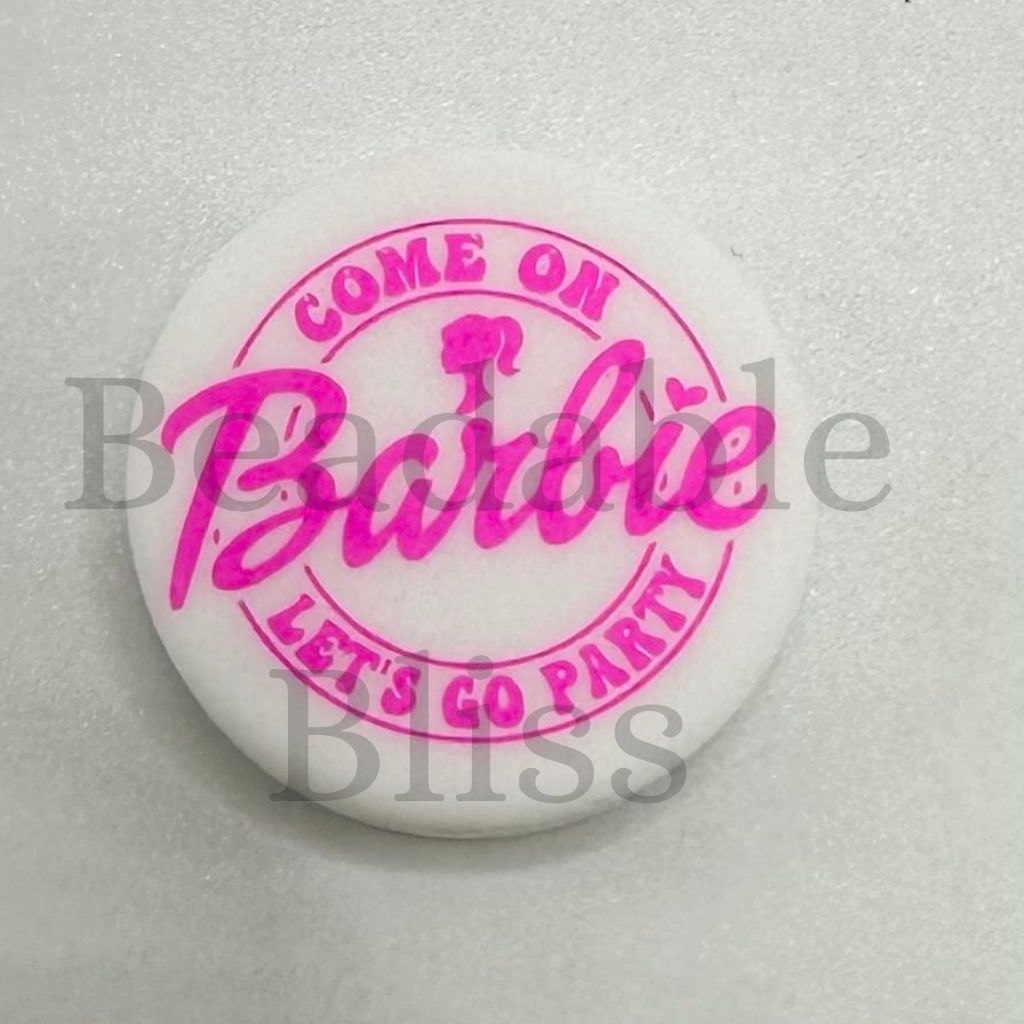 COME ON
Barbie
LET'S GO PARTY
Beadable
Bliss